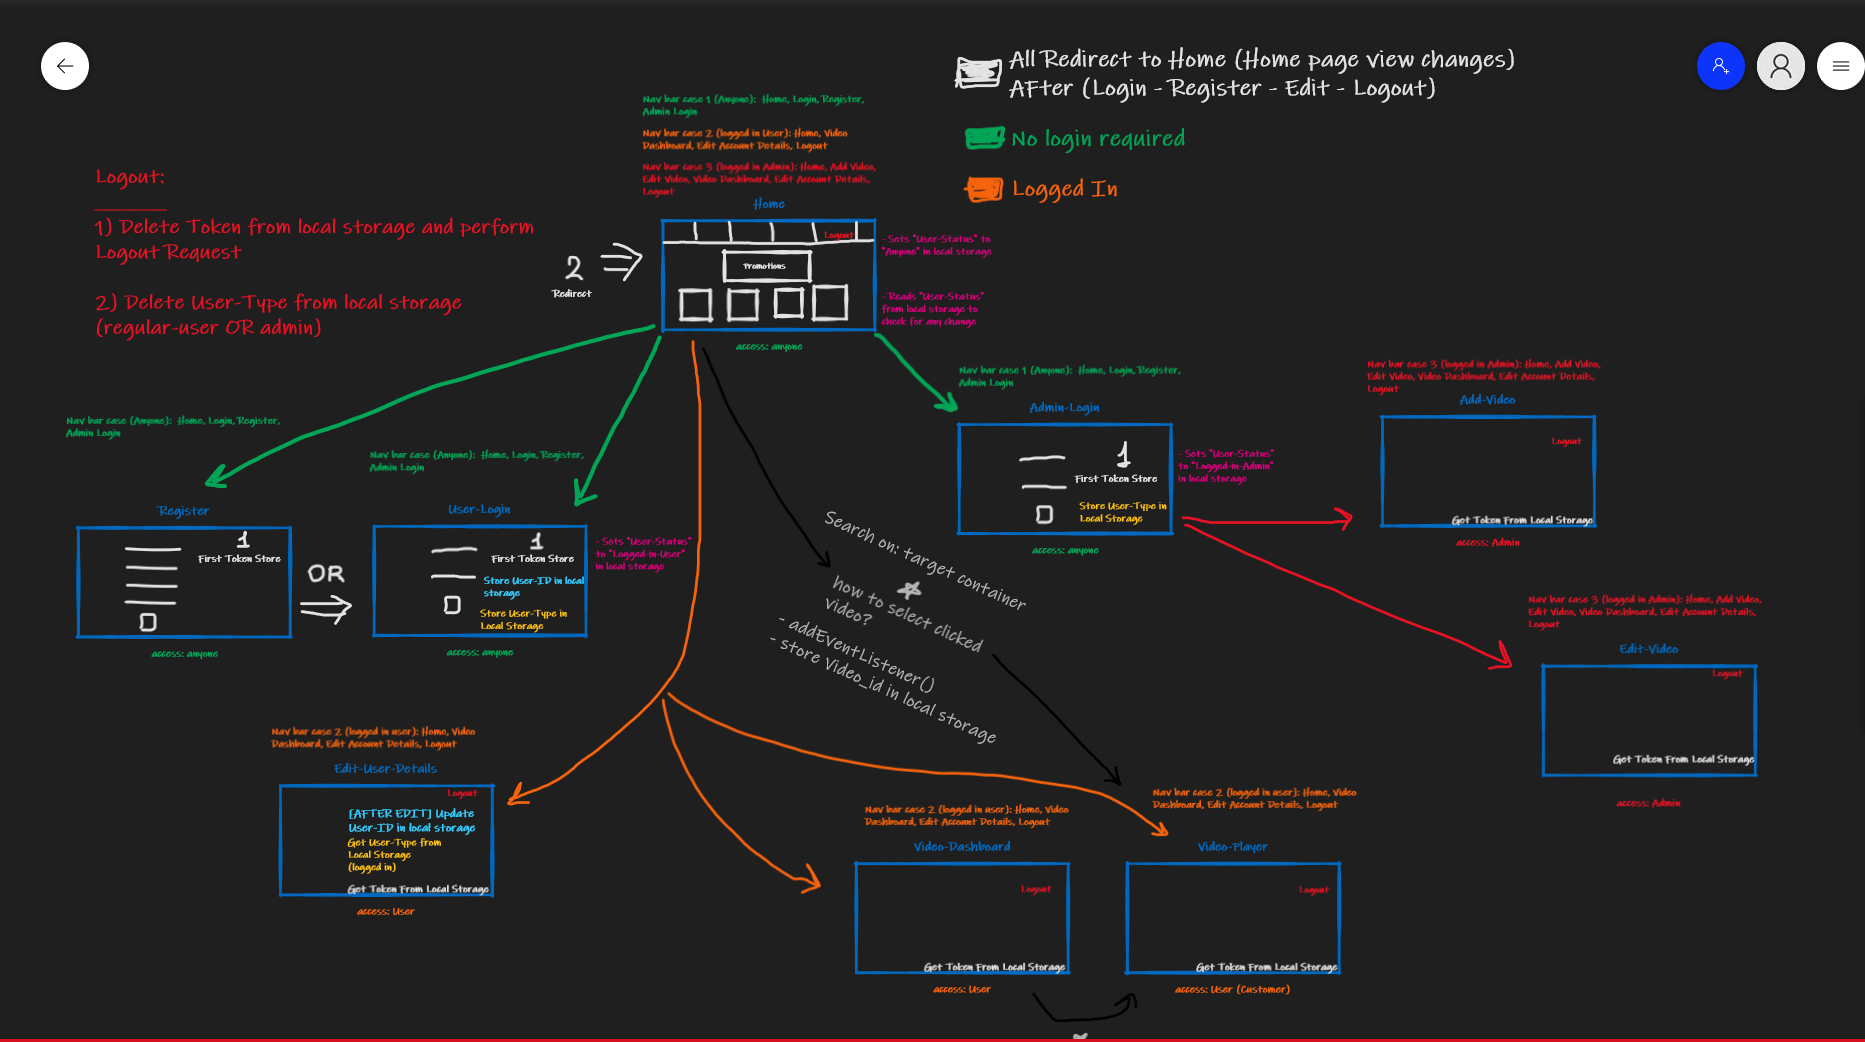 All Redirect to Home (Home page view changes)
AFter (Login - Register - Edit - Logout)
No login required
Logged In
Logout:
1) Delete Token from local storage and perform
Logout Request
2) Delete User-Type from local storage
(regular-user OR admin)
Nav bar case 1 (Anyone): Home, Login, Register,
Admin Login
Nav bar case 2 (logged in User): Home, Video
Dashboard, Edit Account Details, Logout
Nav bar case 3 (logged in Admin): Home, Add Video,
Edit Video, Video Dashboard, Edit Account Details,
Logout
Home
Logout
Promotions
2
Redirect
- Sets "User-Status" to
"Anyone" in local storage
- Reads "User-Status"
from local storage to
check for any change
access: anyone
Nav bar case 1 (Anyone): Home, Login, Register,
Admin Login
Admin-Login
1
First Token Store
Store User-Type in
Local Storage
- Sets "User-Status"
to "Logged-in-Admin"
in local storage
access: anyone
Nav bar case 3 (logged in Admin): Home, Add Video,
Edit Video, Video Dashboard, Edit Account Details,
Logout
Add-Video
Logout
Get Token From Local Storage
access: Admin
Nav bar case (Anyone): Home, Login, Register,
Admin Login
Register
1
First Token Store
access: anyone
OR
Nav bar case (Anyone): Home, Login, Register,
Admin Login
User-Login
1
First Token Store
Store User-ID in local
storage
Store User-Type in
Local Storage
- Sets "User-Status"
to "Logged-in-User"
in local storage
access: anyone
Search on: target container
how to select clicked
video?
- addEventListener()
- store Video_id in local storage
Nav bar case 3 (logged in Admin): Home, Add Video,
Edit Video, Video Dashboard, Edit Account Details,
Logout
Edit-Video
Logout
Get Token From Local Storage
access: Admin
Nav bar case 2 (logged in user): Home, Video
Dashboard, Edit Account Details, Logout
Edit-User-Details
Logout
[AFTER EDIT] Update
User-ID in local storage
Get User-Type from
Local Storage
(logged in)
Get Token From Local Storage
access: User
Nav bar case 2 (logged in user): Home, Video
Dashboard, Edit Account Details, Logout
Video-Dashboard
Logout
Get Token From Local Storage
access: User
Nav bar case 2 (logged in user): Home, Video
Dashboard, Edit Account Details, Logout
Video-Player
Logout
Get Token From Local Storage
access: User (Customer)